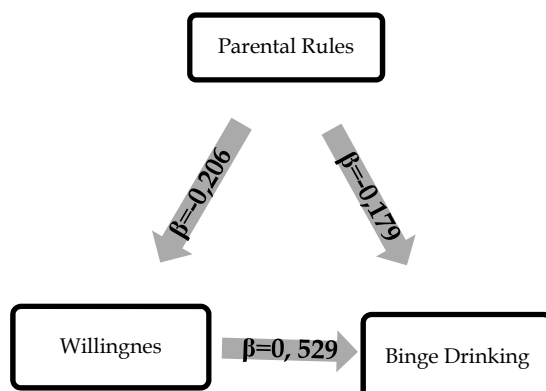 Parental Rules
β=-0,206
β=-0,179
Willingnes
β=0, 529
Binge Drinking